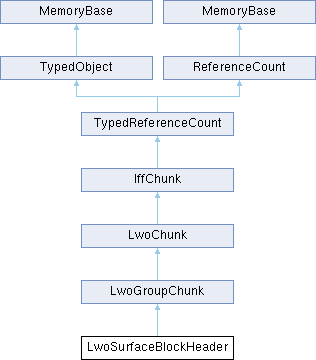 MemoryBase
MemoryBase
TypedObject
ReferenceCount
TypedReferenceCount
IffChunk
LwoChunk
LwoGroupChunk
LwoSurfaceBlockHeader